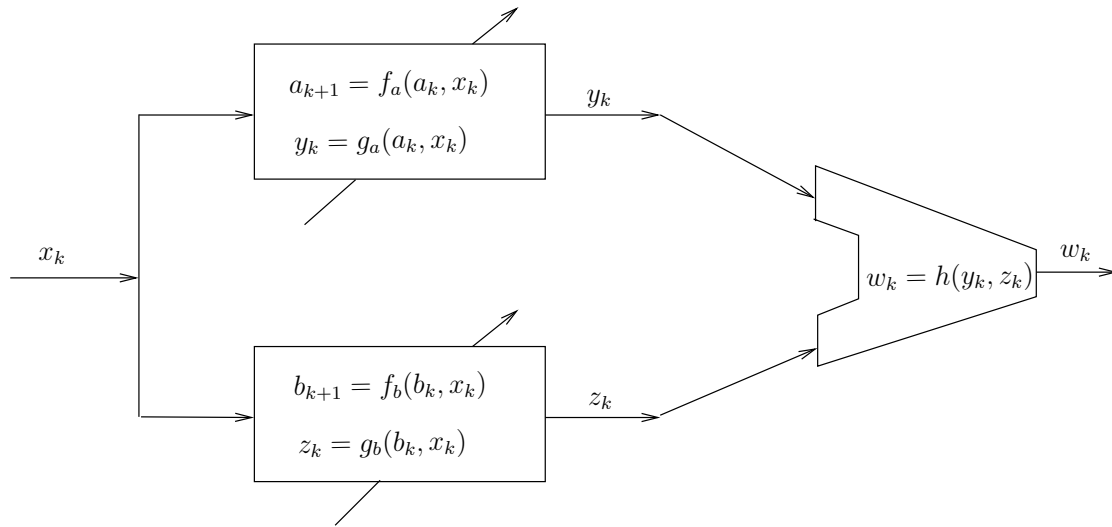 a_{k+1} = f_a(a_k, x_k)
y_k = g_a(a_k, x_k)
y_k
x_k
w_k = h(y_k, z_k)
w_k
b_{k+1} = f_b(b_k, x_k)
z_k = g_b(b_k, x_k)
z_k